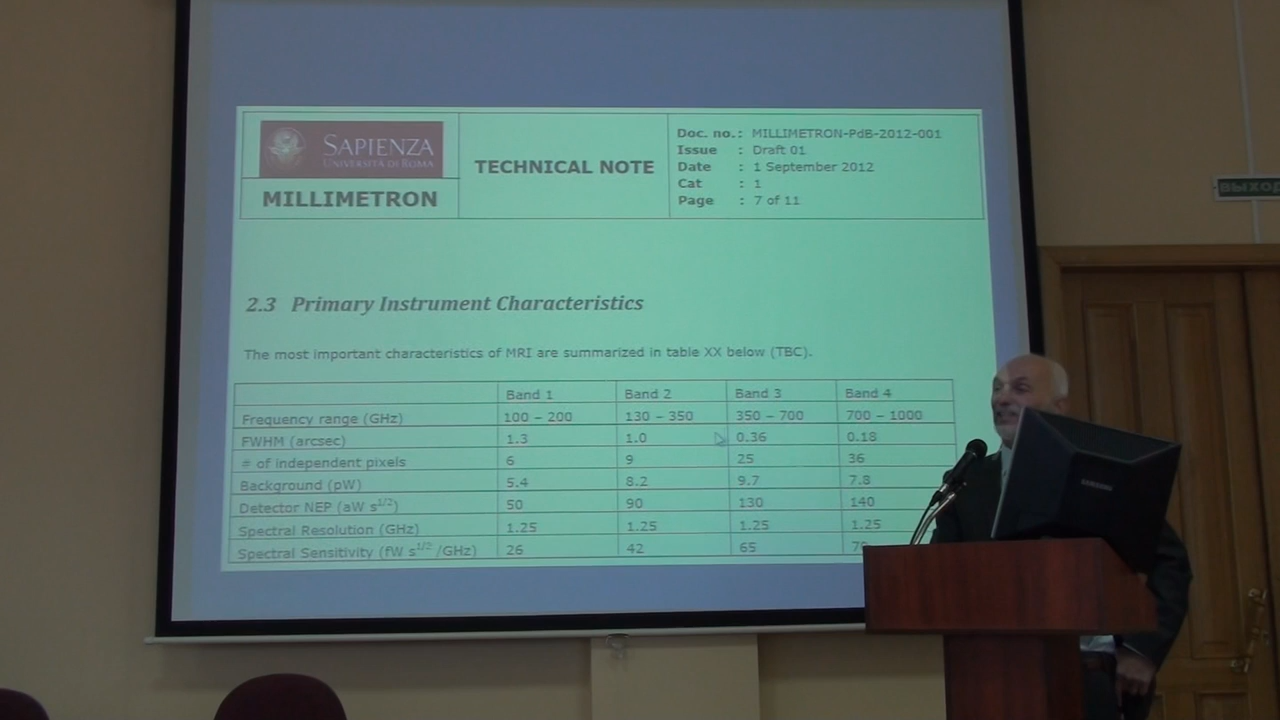 SAPIENZA
UNIVERSITÀ DI ROMA
MILLIMETRON
TECHNICAL NOTE
Doc. no. : MILLIMETRON-PdB-2012-001
Issue : Draft 01
Date : 1 September 2012
Cat : 1
Page : 7 of 11
ВЫХОД
2.3 Primary Instrument Characteristics
The most important characteristics of MRI are summarized in table XX below (TBC).
Band 1 Band 2 Band 3 Band 4
Frequency range (GHz) 100 – 200 130 – 350 350 – 700 700 – 1000
FWHM (arcsec) 1.3 1.0 0.36 0.18
# of independent pixels 6 9 25 36
Background (pW) 5.4 8.2 9.7 7.8
Detector NEP (aW s^1/2) 50 90 130 140
Spectral Resolution (GHz) 1.25 1.25 1.25 1.25
Spectral Sensitivity (fW s^1/2 /GHz) 26 42 65
SAMSUNG